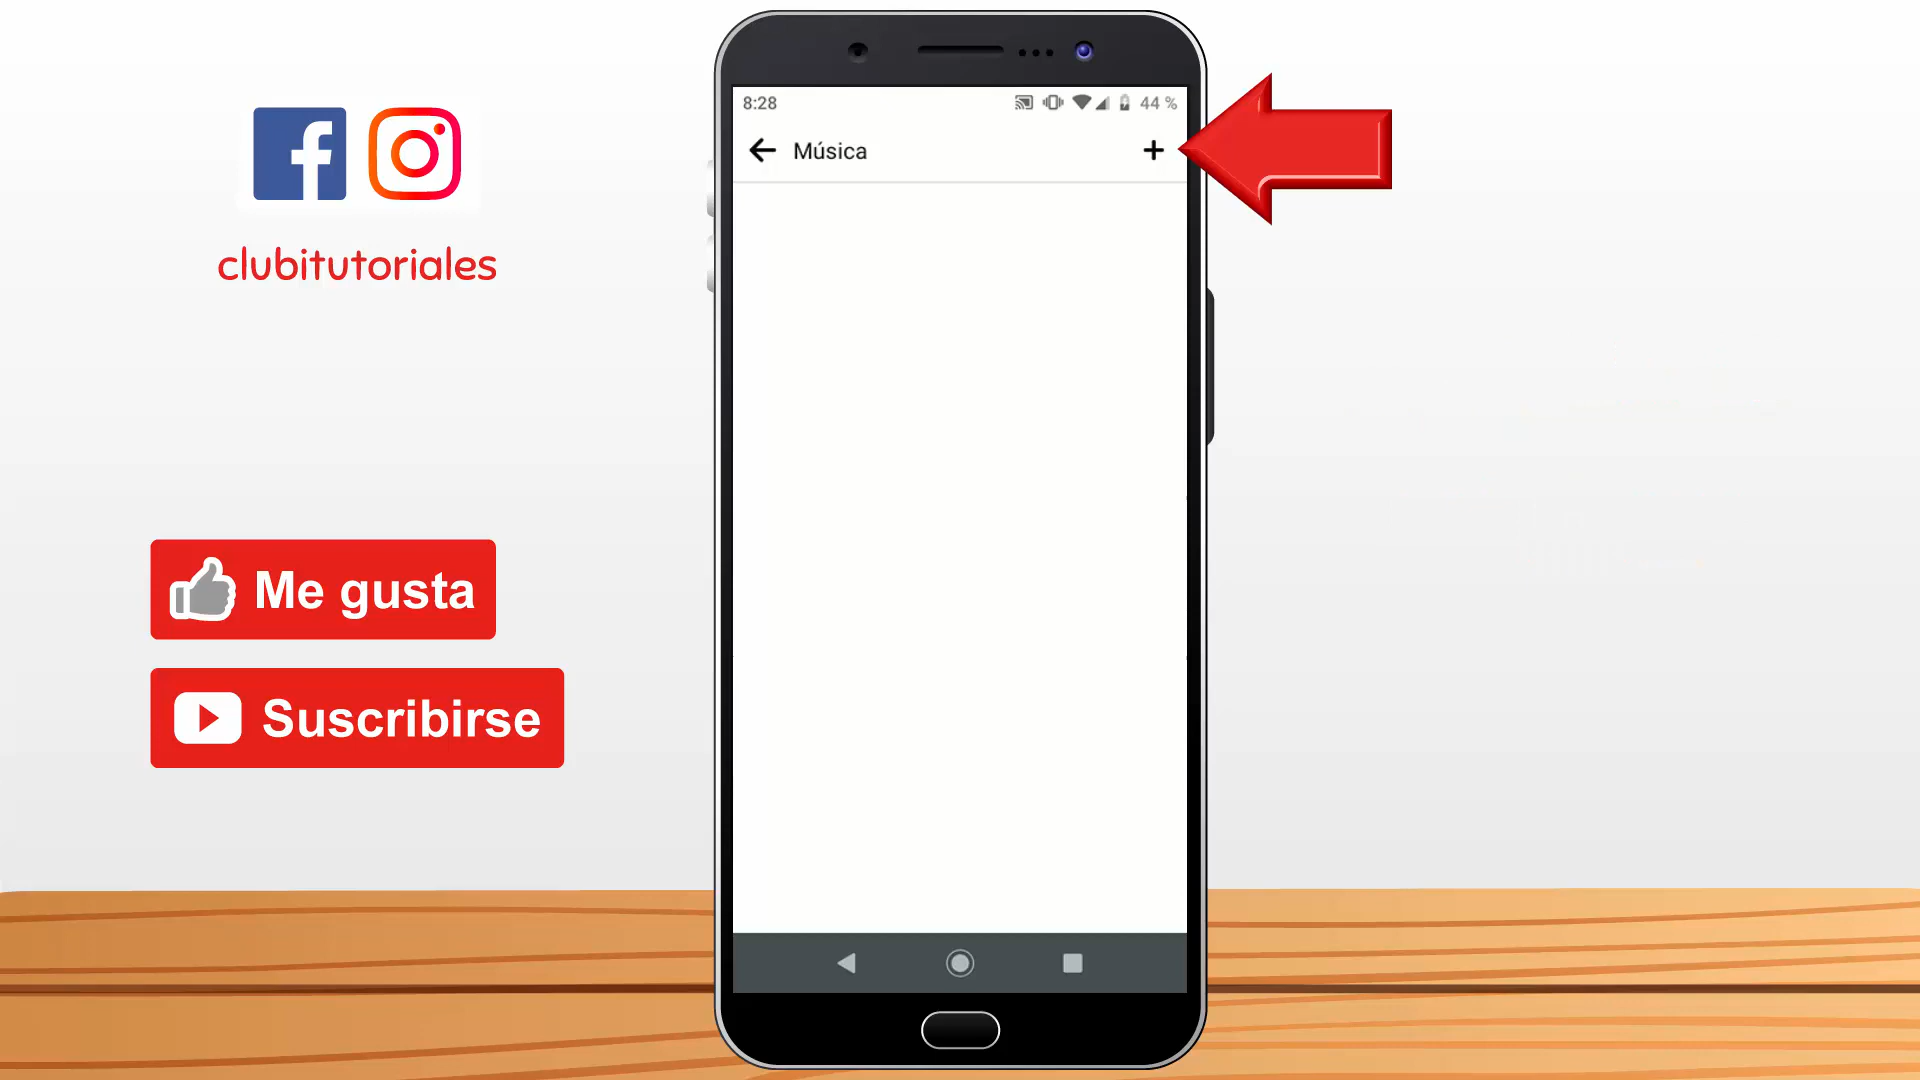 clubitutoriales
Me gusta
Suscribirse
8:28
44 %
Música